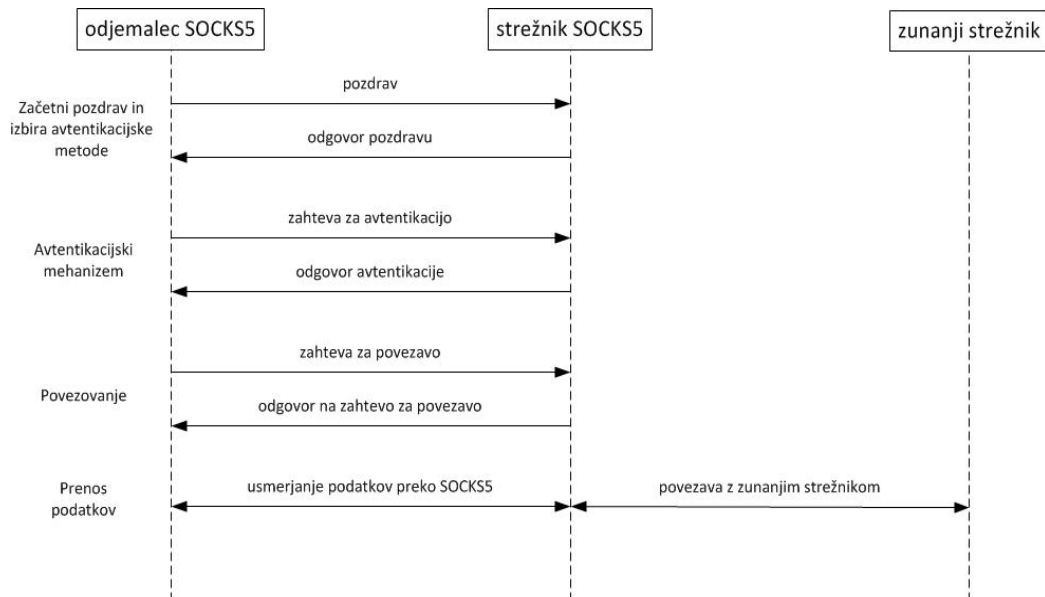 odjemalec SOCKS5
strežnik SOCKS5
zunanji strežnik
Začetni pozdrav in
izbira avtentikacijske
metode
pozdrav
odgovor pozdravu
Avtentikacijski
mehanizem
zahteva za avtentikacijo
odgovor avtentikacije
Povezovanje
zahteva za povezavo
odgovor na zahtevo za povezavo
Prenos
podatkov
usmerjanje podatkov preko SOCKS5
povezava z zunanjim strežnikom